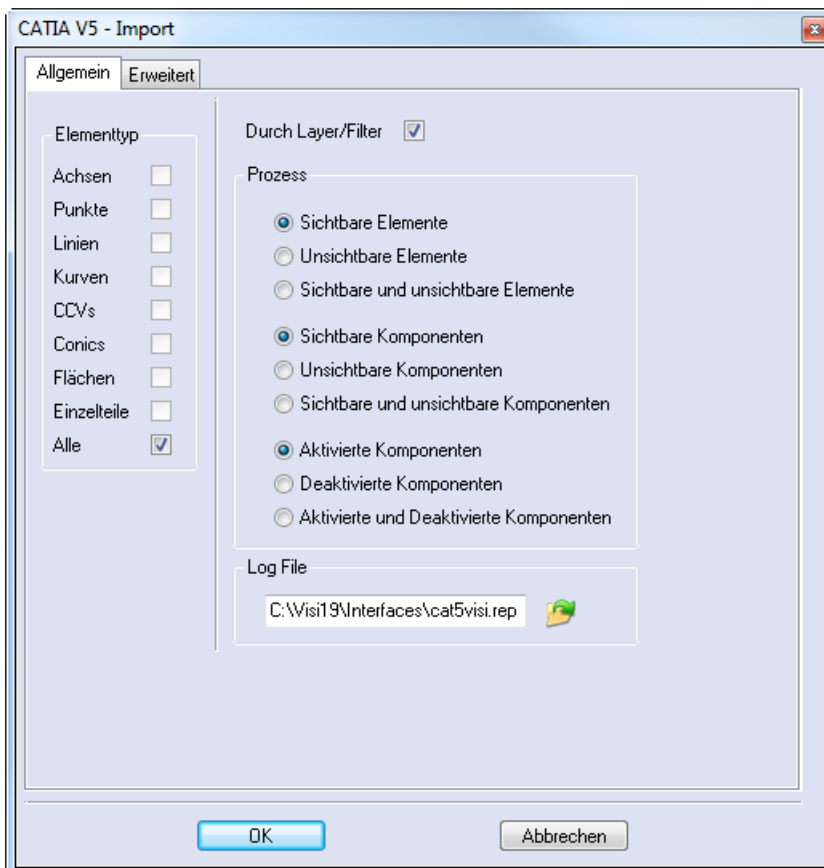 CATIA V5 - Import
Allgemein
Erweitert
Elementtyp
Achsen
Punkte
Linien
Kurven
CCVs
Conics
Flächen
Einzelteile
Alle
Durch Layer/Filter
Prozess
Sichtbare Elemente
Unsichtbare Elemente
Sichtbare und unsichtbare Elemente
Sichtbare Komponenten
Unsichtbare Komponenten
Sichtbare und unsichtbare Komponenten
Aktivierte Komponenten
Deaktivierte Komponenten
Aktivierte und Deaktivierte Komponenten
Log File
C:\Visi19\Interfaces\cat5visi.rep
OK
Abbrechen